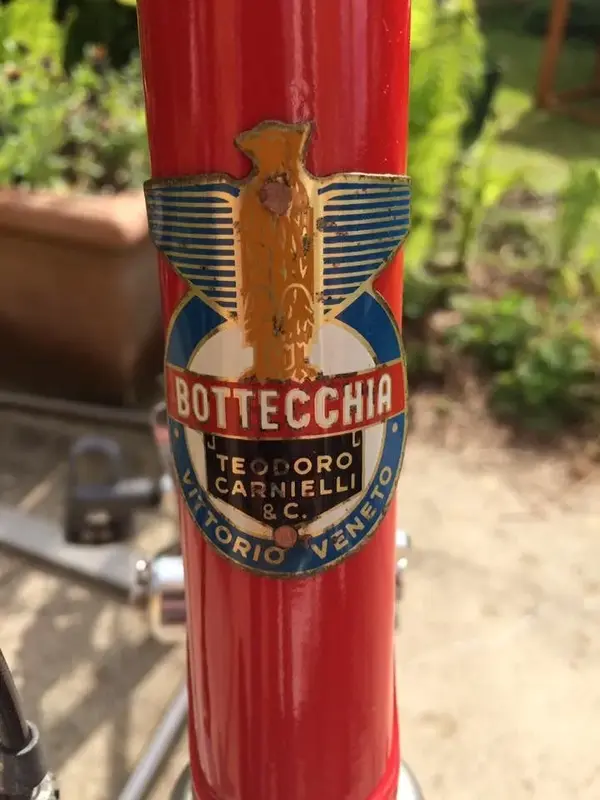 BOTTECCHIA
TEODORO
CARNIELLI
& C.
VITTORIO VENETO